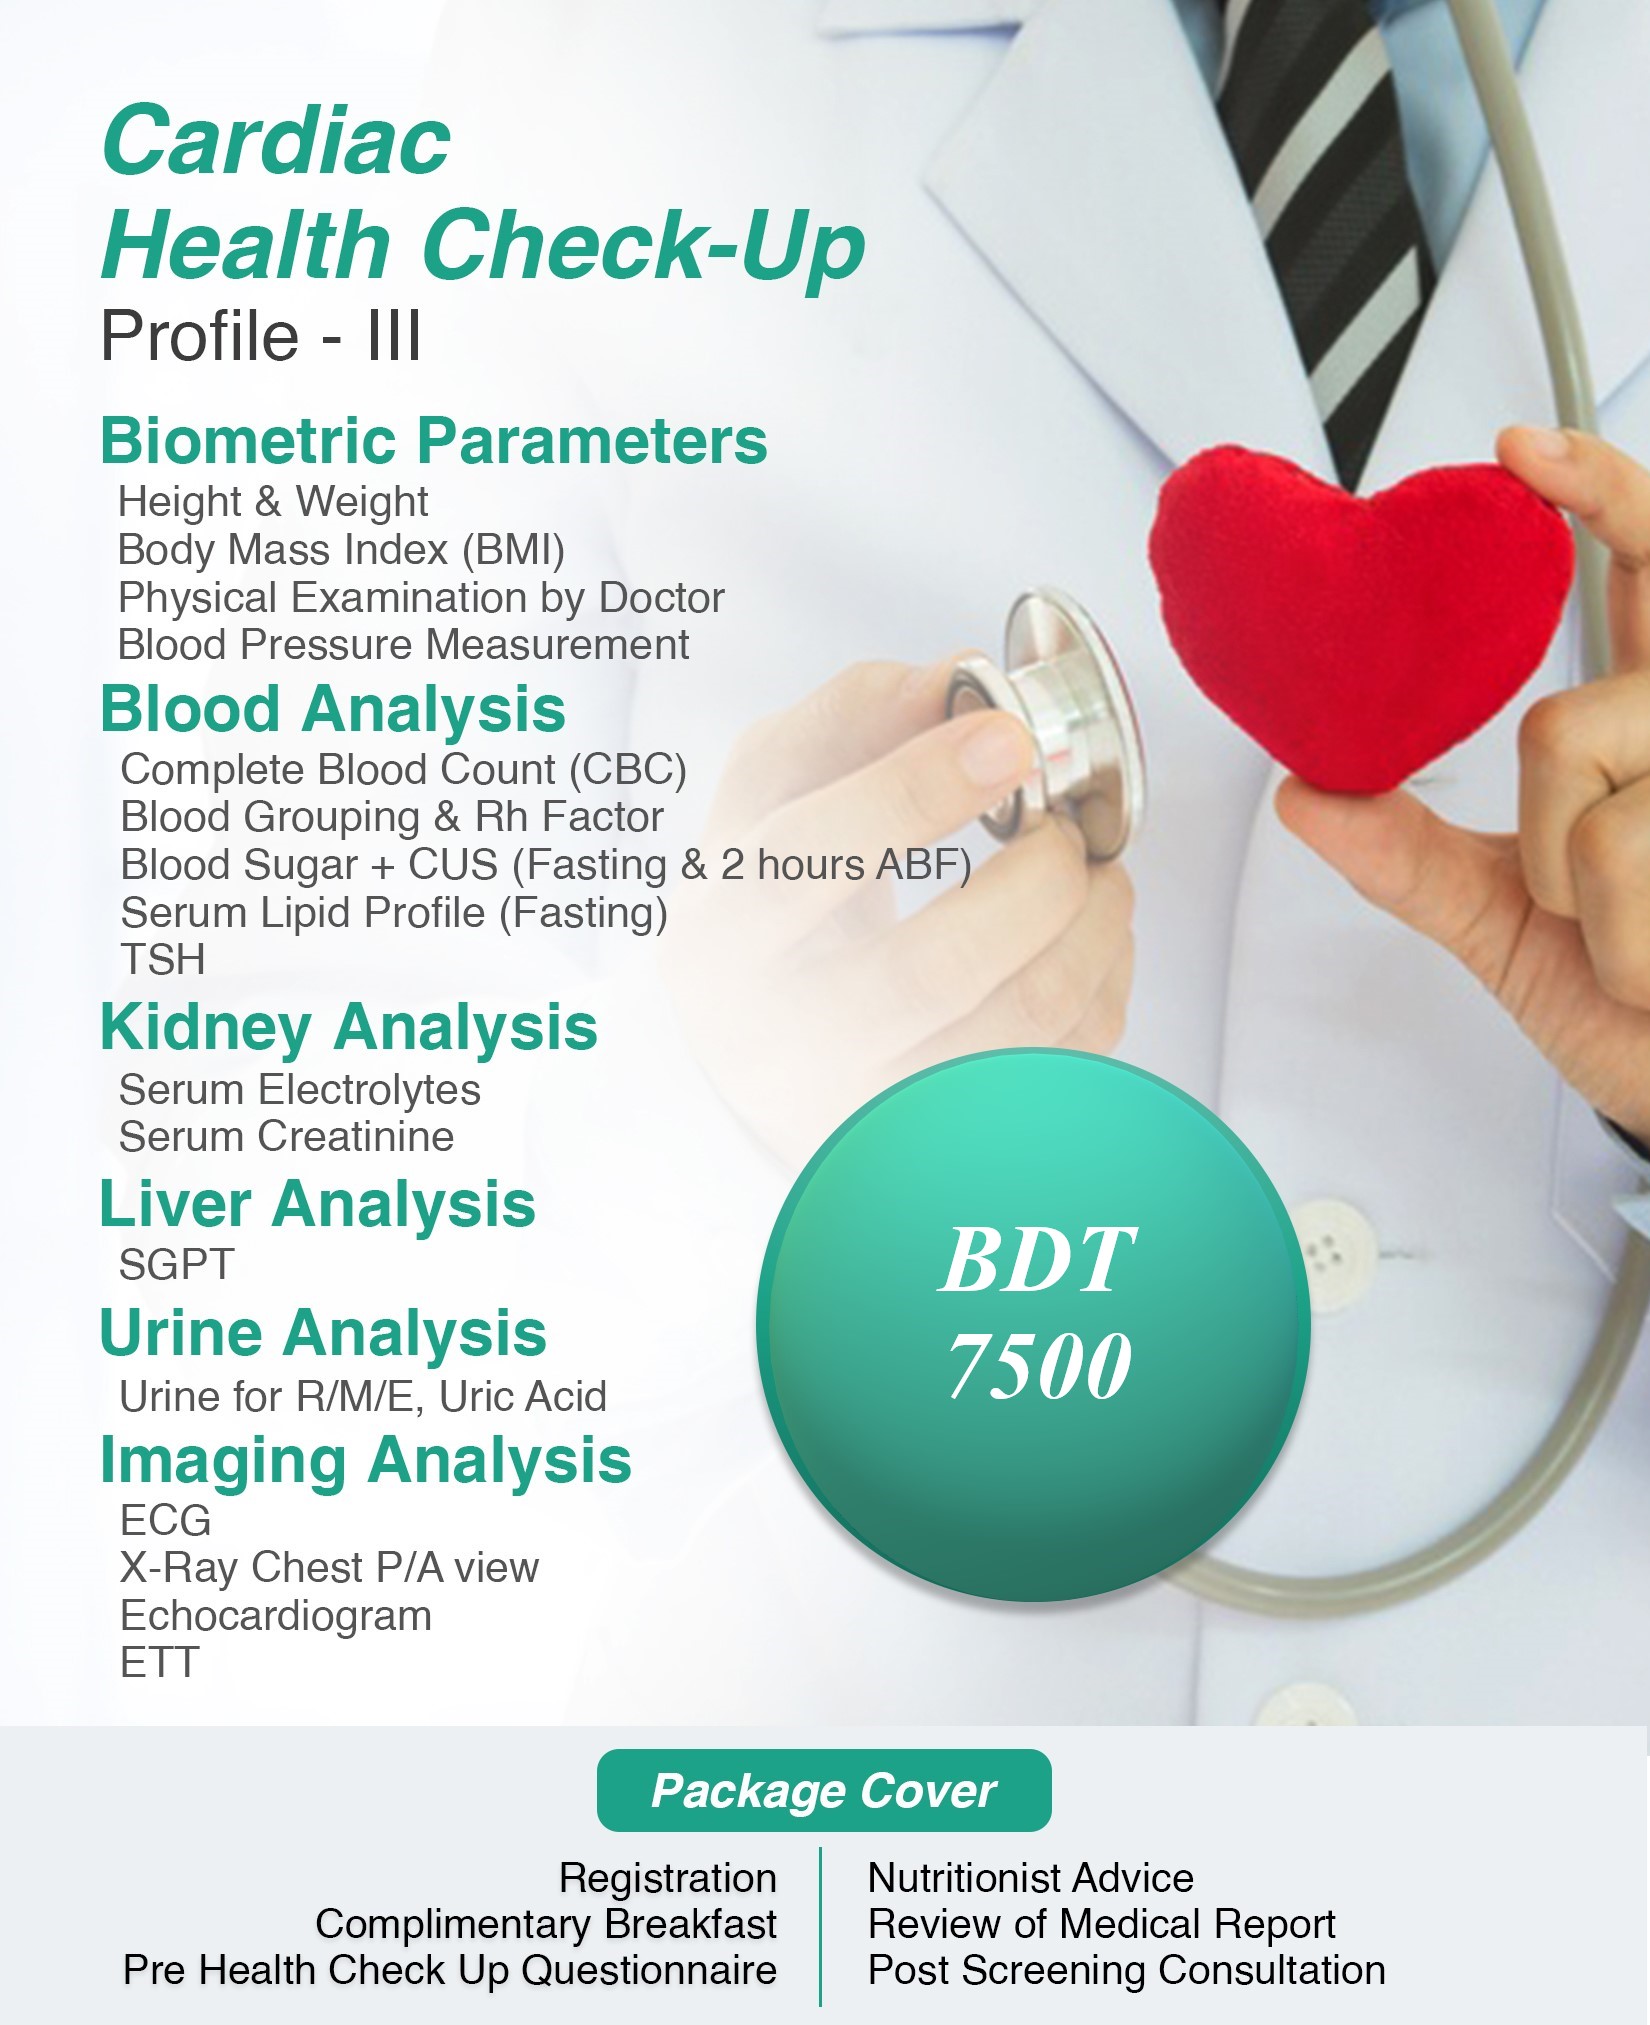 Cardiac
Health Check-Up
Profile - III
Biometric Parameters
Height & Weight
Body Mass Index (BMI)
Physical Examination by Doctor
Blood Pressure Measurement
Blood Analysis
Complete Blood Count (CBC)
Blood Grouping & Rh Factor
Blood Sugar + CUS (Fasting & 2 hours ABF)
Serum Lipid Profile (Fasting)
TSH
Kidney Analysis
Serum Electrolytes
Serum Creatinine
Liver Analysis
SGPT
Urine Analysis
Urine for R/M/E, Uric Acid
Imaging Analysis
ECG
X-Ray Chest P/A view
Echocardiogram
ETT
BDT
7500
Package Cover
Registration
Complimentary Breakfast
Pre Health Check Up Questionnaire
Nutritionist Advice
Review of Medical Report
Post Screening Consultation